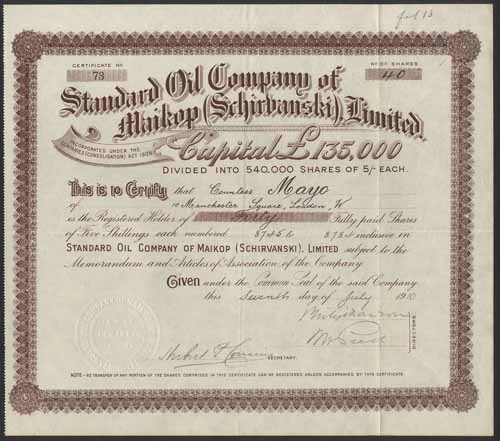 CERTIFICATE Nº
73
Nº OF SHARES
40
Standard Oil Company of
Maikop (Schirvanski), Limited.
INCORPORATED UNDER THE
COMPANIES (CONSOLIDATION) ACT 1908
Capital £135,000
DIVIDED INTO 540,000 SHARES OF 5/- EACH.
This is to Certify that Countess Mayo
of 10 Manchester Square, London, W.
is the Registered Holder of Forty Fully paid Shares
of Five Shillings each numbered 8745 to 8784 inclusive in
STANDARD OIL COMPANY OF MAIKOP (SCHIRVANSKI), LIMITED subject to the
Memorandum and Articles of Association of the Company.
Given under the Common Seal of the said Company
this Seventh day of July 1910
DIRECTORS.
SECRETARY.
NOTE:- NO TRANSFER OF ANY PORTION OF THE SHARES COMPRISED IN THIS CERTIFICATE CAN BE REGISTERED UNLESS ACCOMPANIED BY THIS CERTIFICATE.